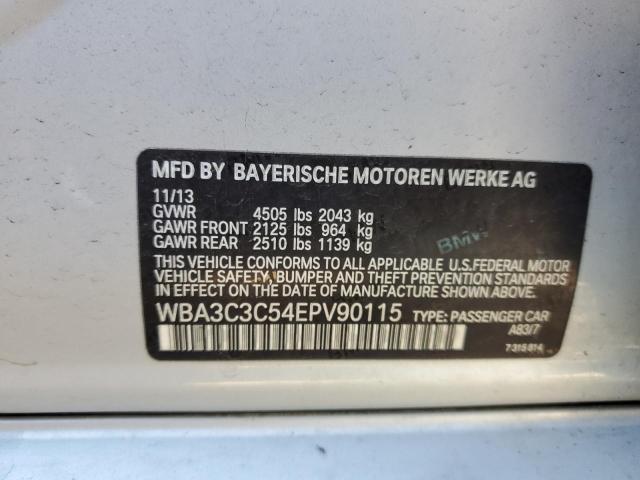 MFD BY BAYERISCHE MOTOREN WERKE AG
11/13
GVWR 4505 lbs 2043 kg
GAWR FRONT 2125 lbs 964 kg
GAWR REAR 2510 lbs 1139 kg
BMW
THIS VEHICLE CONFORMS TO ALL APPLICABLE U.S.FEDERAL MOTOR
VEHICLE SAFETY, BUMPER AND THEFT PREVENTION STANDARDS
IN EFFECT ON THE DATE OF MANUFACTURE SHOWN ABOVE.
WBA3C3C54EPV90115 TYPE: PASSENGER CAR
A83/7
7315814